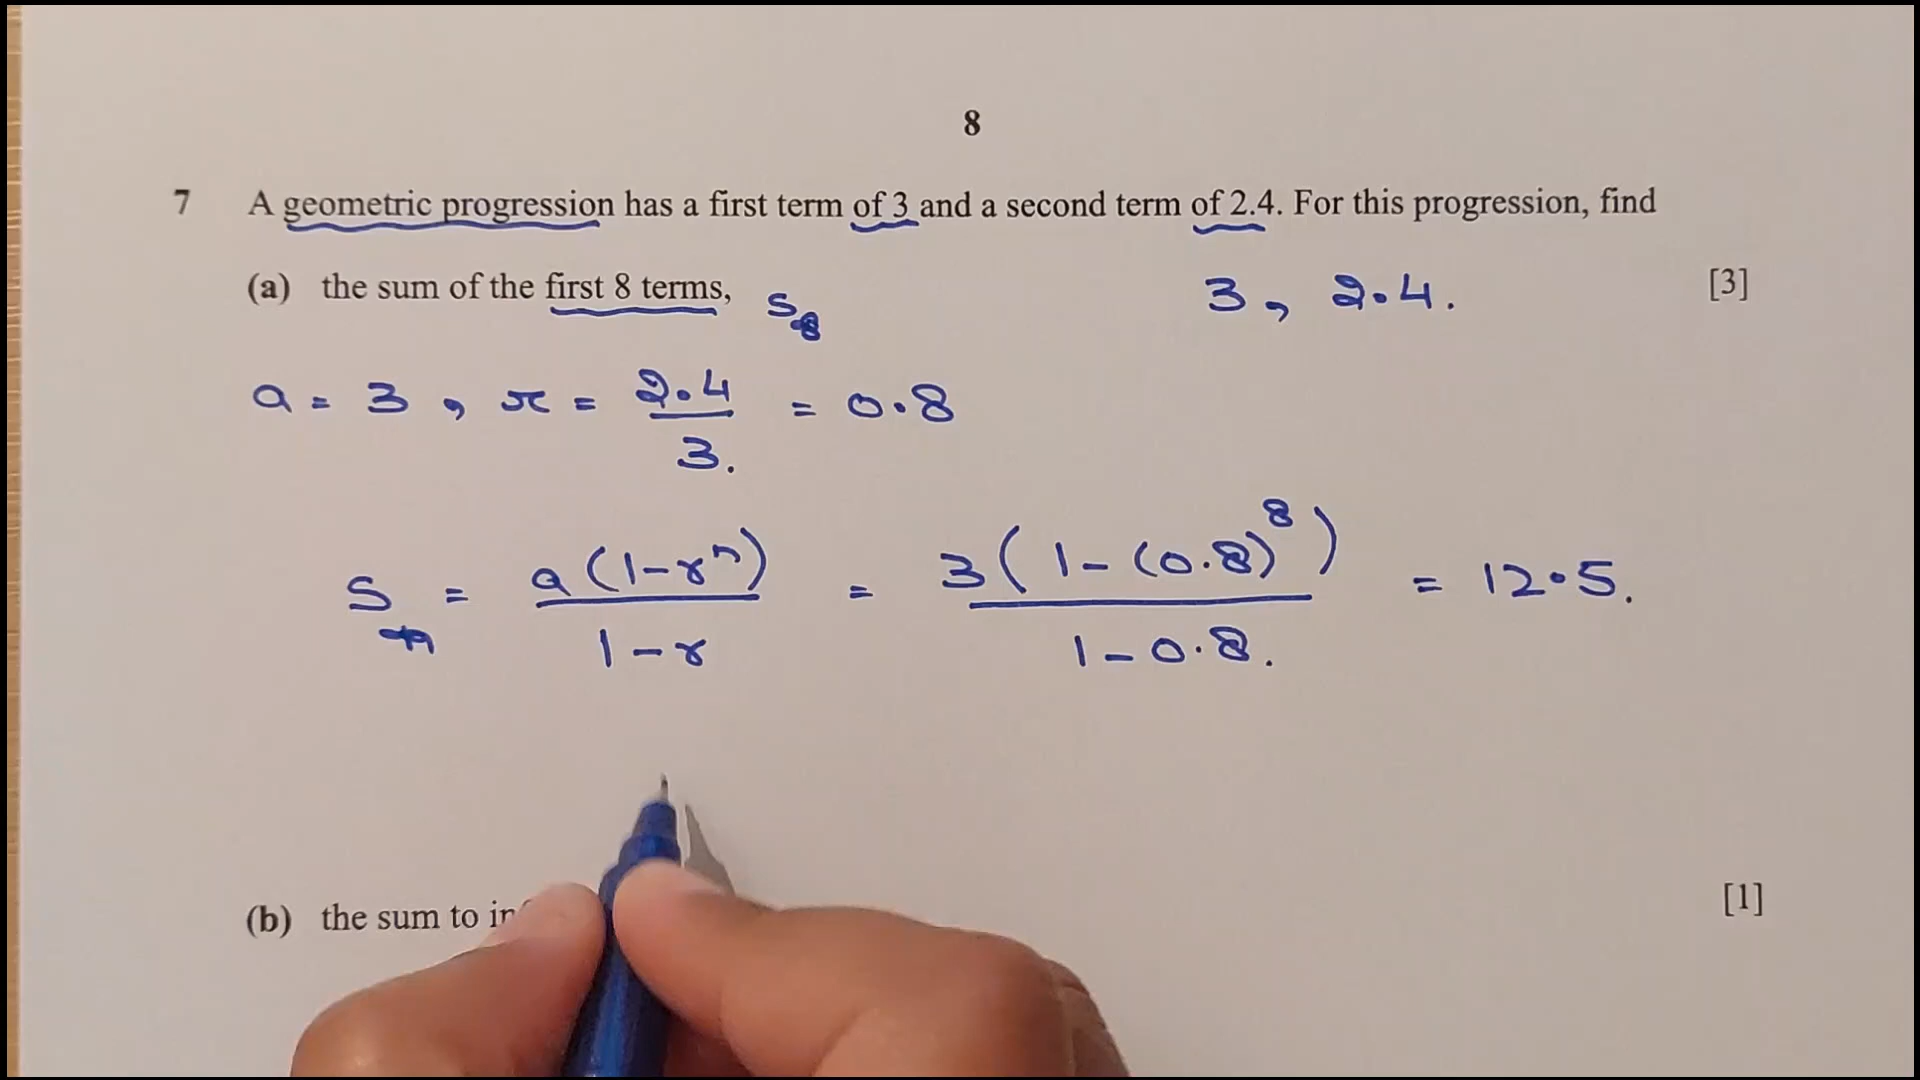 8
7 A geometric progression has a first term of 3 and a second term of 2.4. For this progression, find
(a) the sum of the first 8 terms, S₈ 3, 2.4. [3]
a = 3, r = 2.4/3. = 0.8
Sₙ = a(1-rⁿ)/1-r = 3(1-(0.8)⁸)/1-0.8. = 12.5.
(b) the sum to [1]